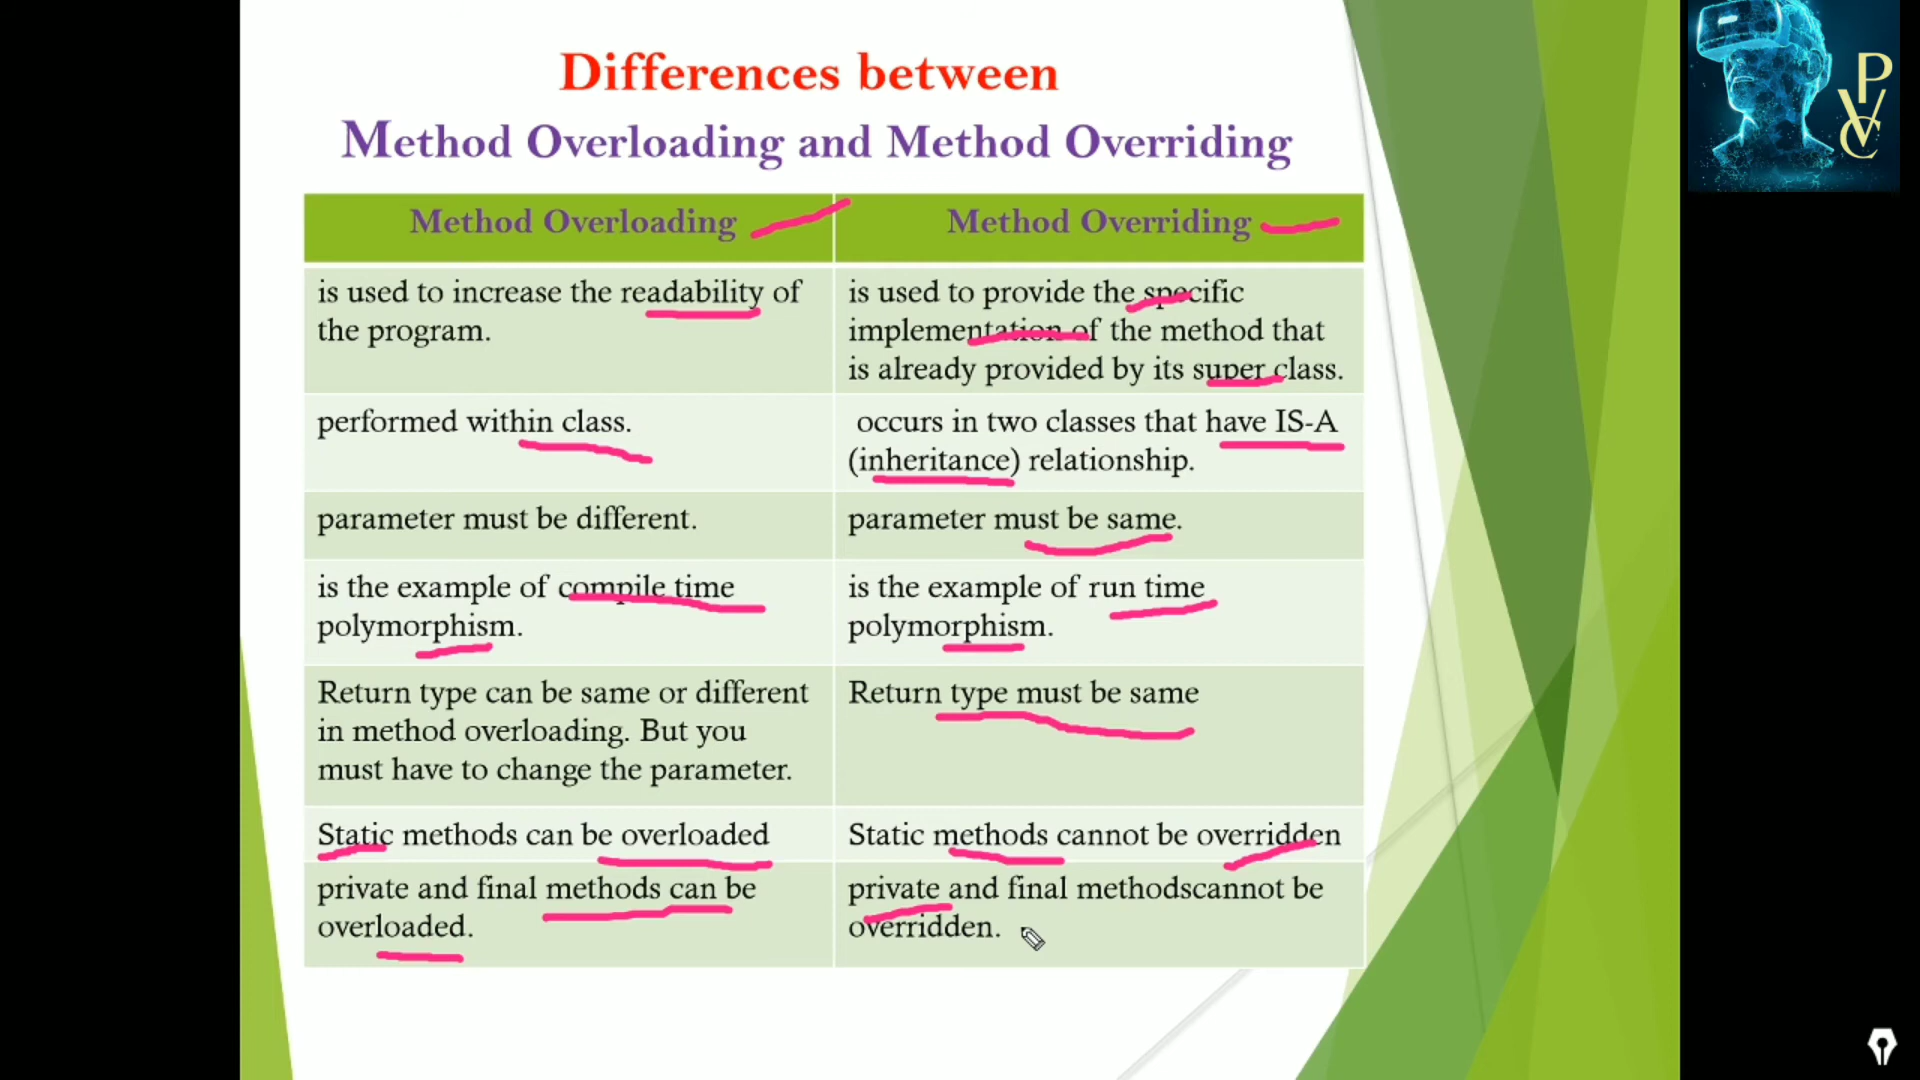 Differences between
Method Overloading and Method Overriding
Method Overloading
Method Overriding
is used to increase the readability of
the program.
is used to provide the specific
implementation of the method that
is already provided by its super class.
performed within class.
occurs in two classes that have IS-A
(inheritance) relationship.
parameter must be different.
parameter must be same.
is the example of compile time
polymorphism.
is the example of run time
polymorphism.
Return type can be same or different
in method overloading. But you
must have to change the parameter.
Return type must be same
Static methods can be overloaded
Static methods cannot be overridden
private and final methods can be
overloaded.
private and final methodscannot be
overridden.
P
V
C